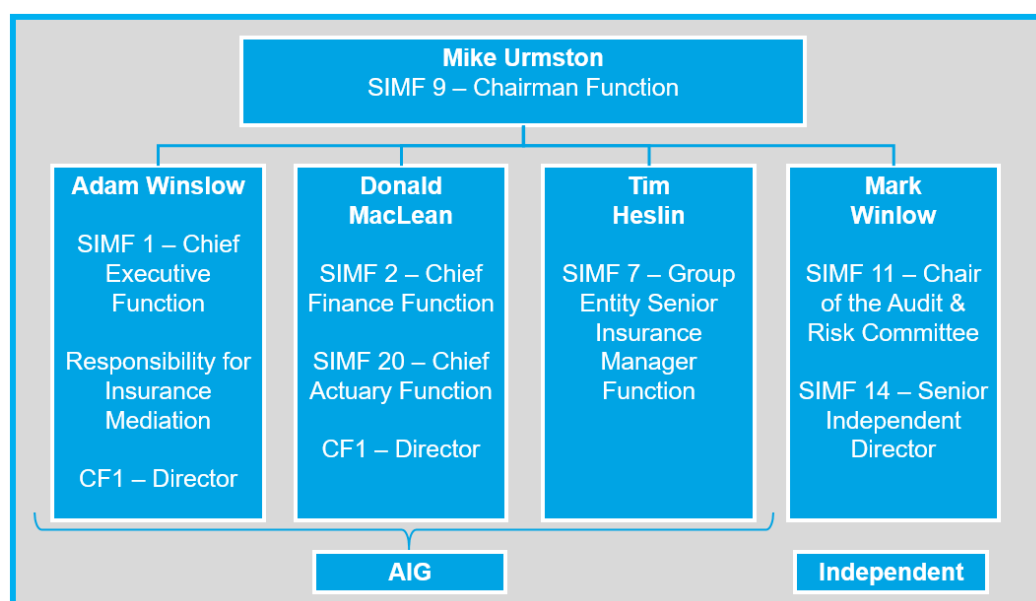 Mike Urmston
SIMF 9 – Chairman Function
Adam Winslow
SIMF 1 – Chief
Executive
Function
Responsibility for
Insurance
Mediation
CF1 – Director
Donald
MacLean
SIMF 2 – Chief
Finance Function
SIMF 20 – Chief
Actuary Function
CF1 – Director
Tim
Heslin
SIMF 7 – Group
Entity Senior
Insurance
Manager
Function
Mark
Winlow
SIMF 11 – Chair
of the Audit &
Risk Committee
SIMF 14 – Senior
Independent
Director
AIG
Independent